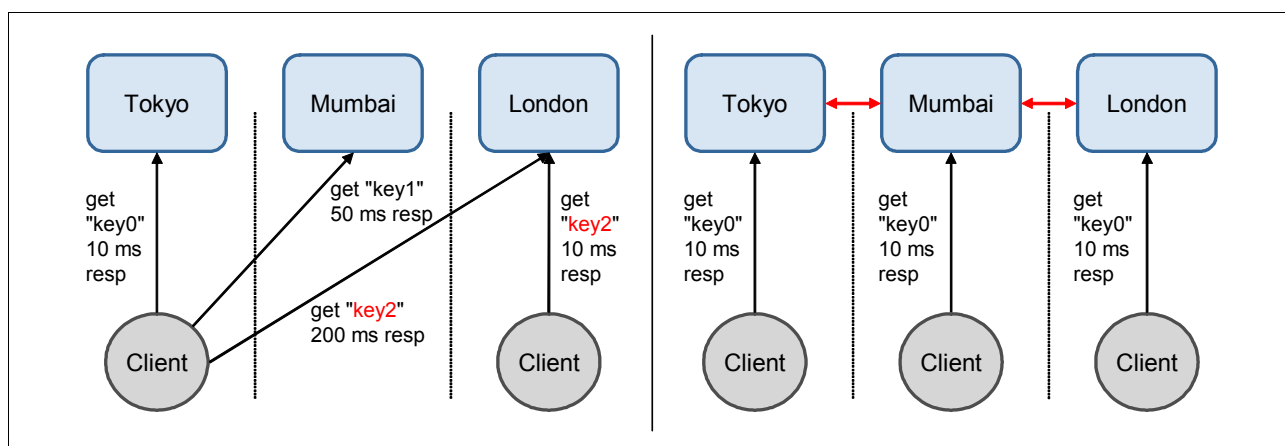 Tokyo
Mumbai
London
get
"key0"
10 ms
resp
get "key1"
50 ms resp
get
"key2"
10 ms
resp
get "key2"
200 ms resp
Client
Client
Tokyo
Mumbai
London
get
"key0"
10 ms
resp
get
"key0"
10 ms
resp
get
"key0"
10 ms
resp
Client
Client
Client